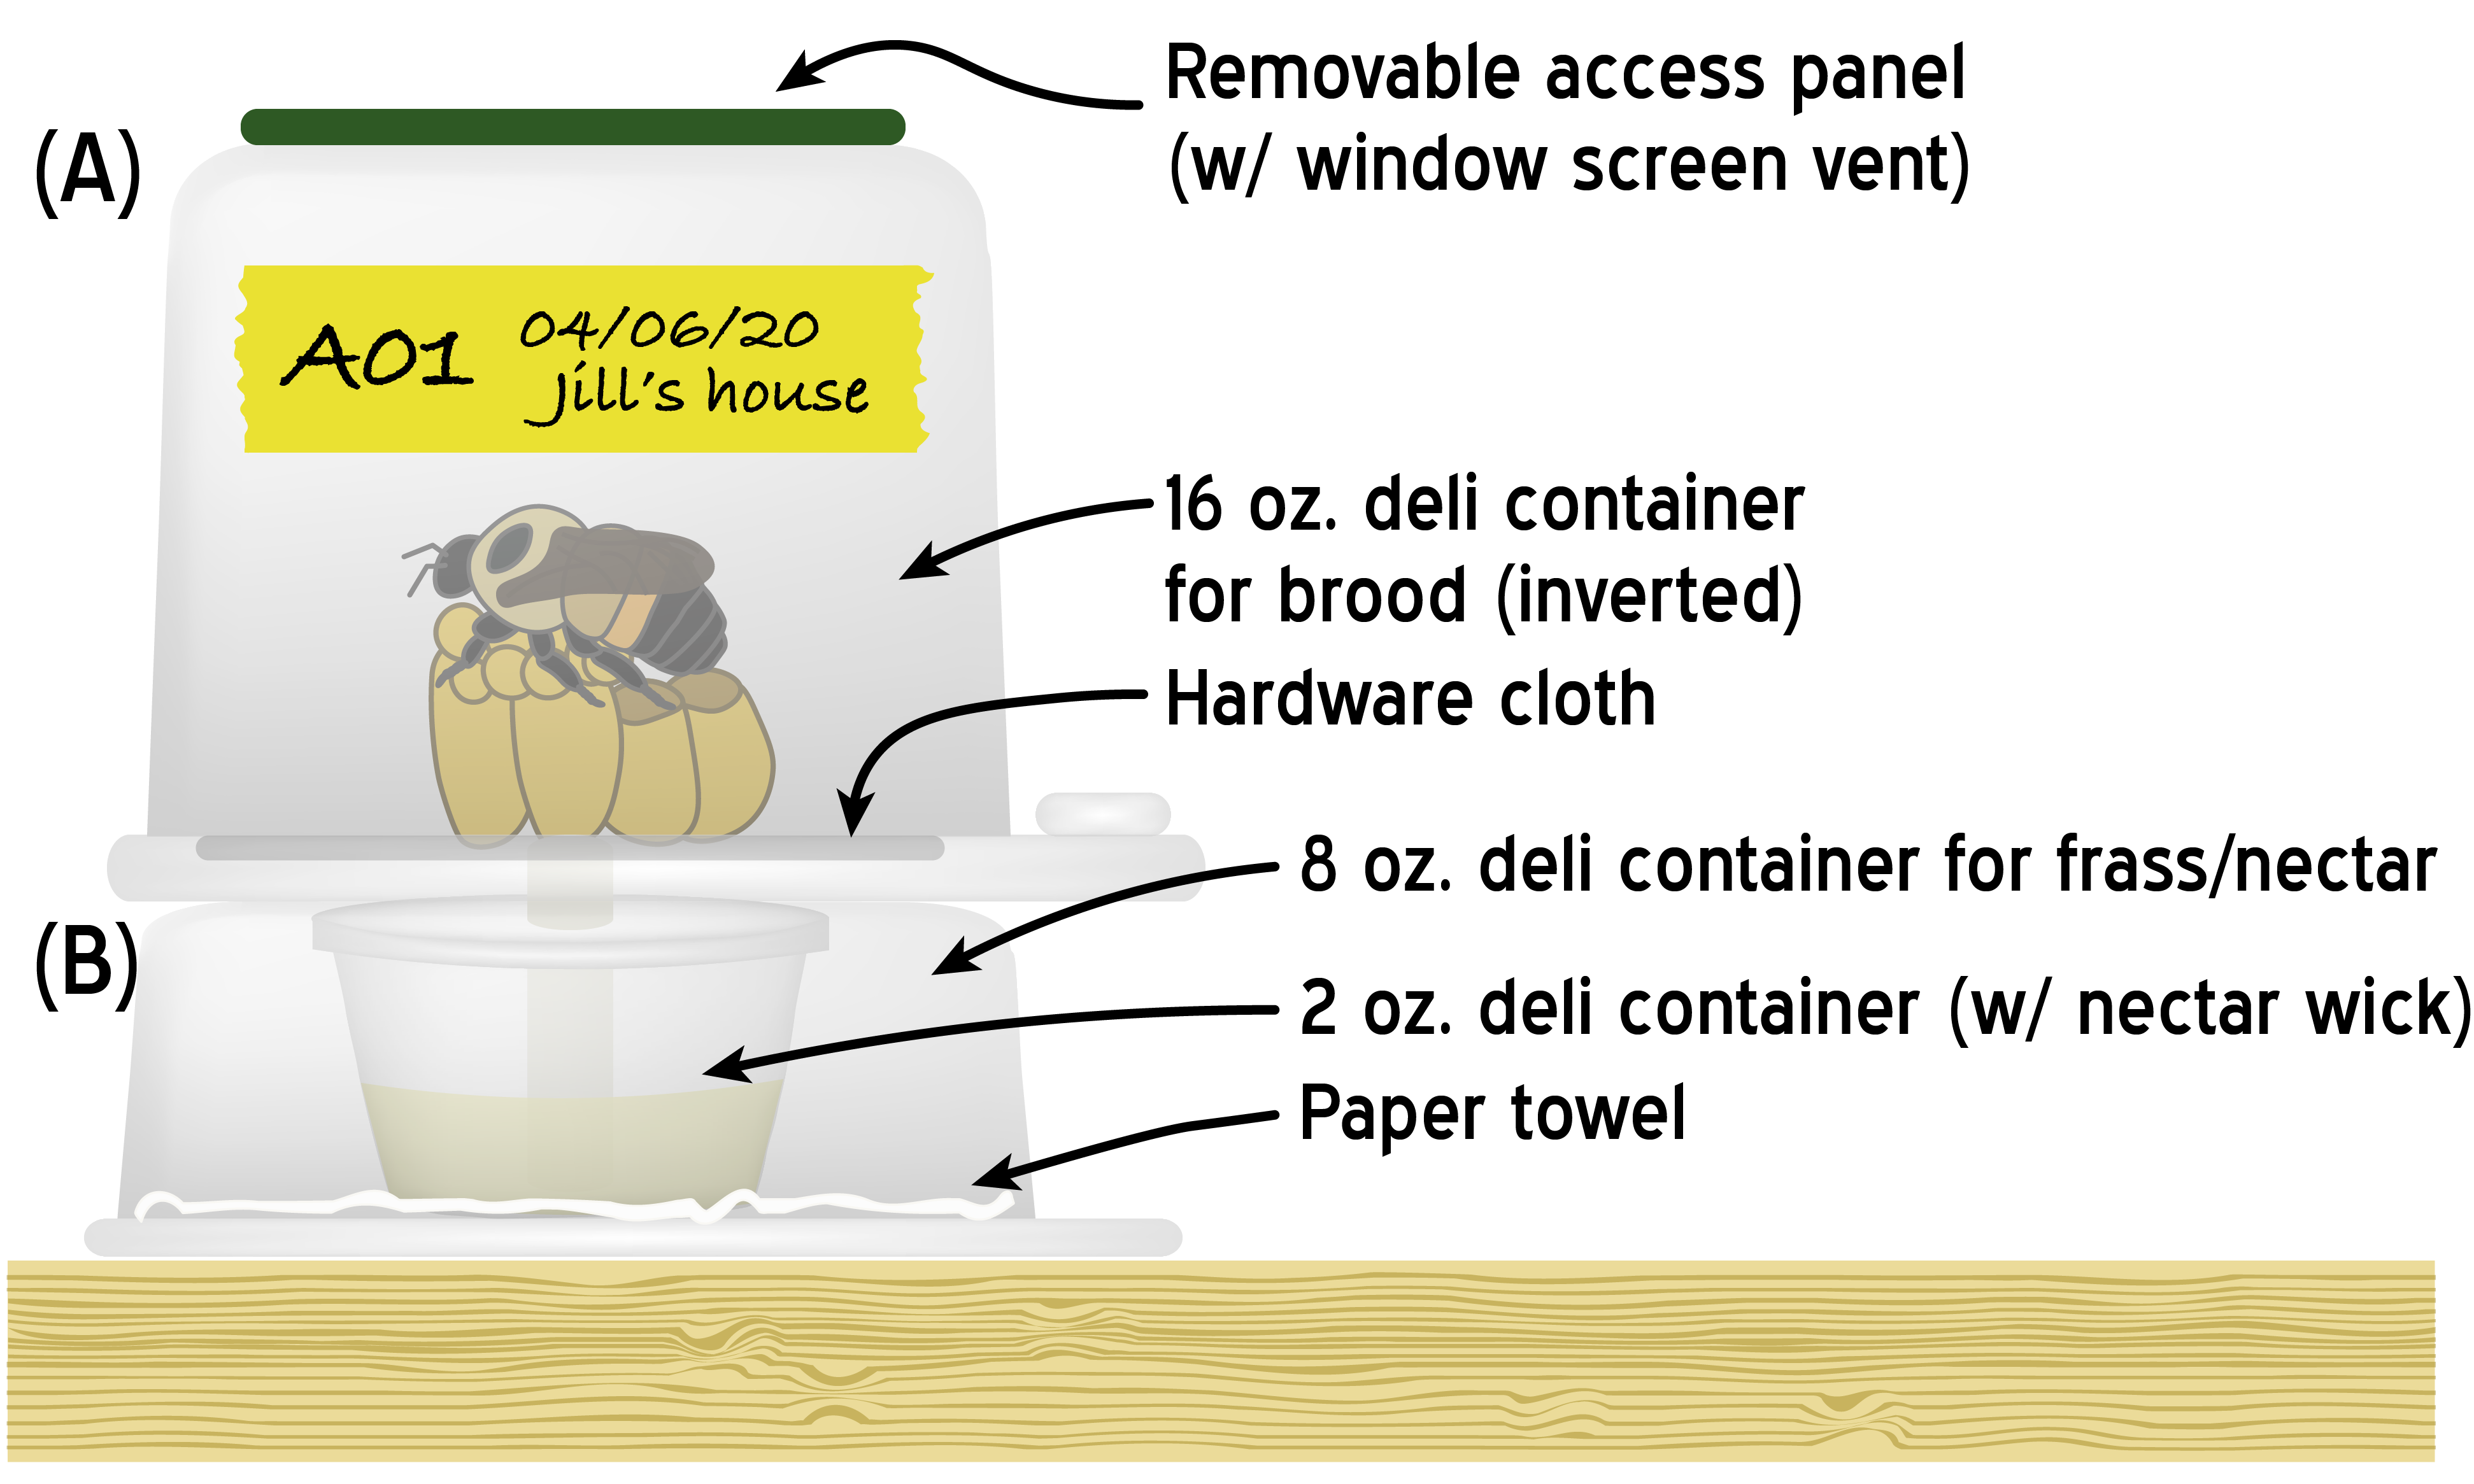 Removable access panel
(w/ window screen vent)
(A)
A01
04/06/20
Jill's house
16 oz. deli container
for brood (inverted)
Hardware cloth
8 oz. deli container for frass/nectar
(B)
2 oz. deli container (w/ nectar wick)
Paper towel